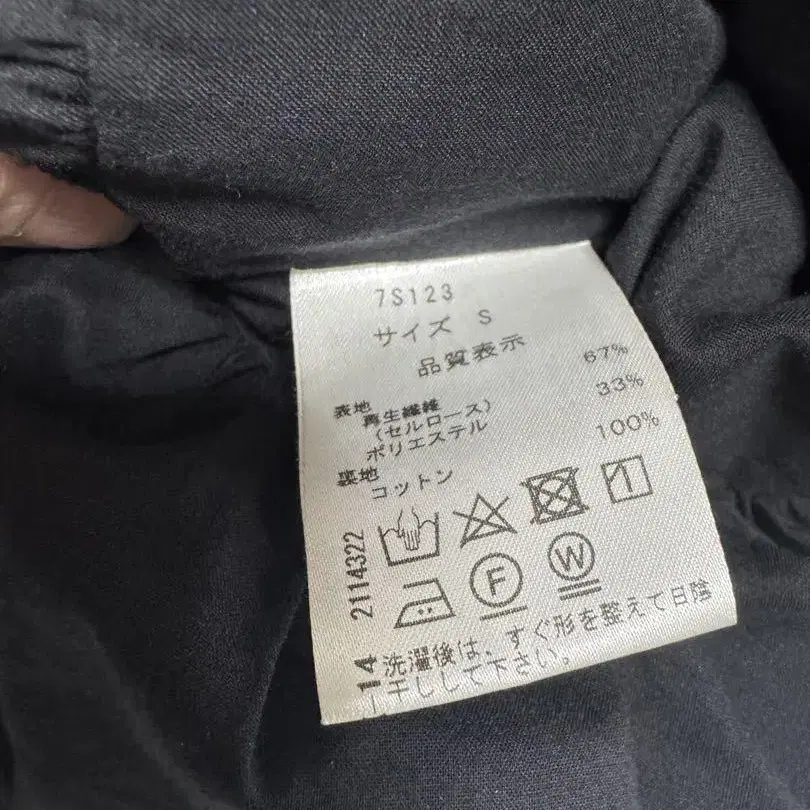 7S123
サイズ S
品質表示
表地
再生繊維 67%
(セルロース)
ポリエステル 33%
裏地
コットン 100%
2114322
F W
14 洗濯後は、すぐ形を整えて日陰
干しして下さい。